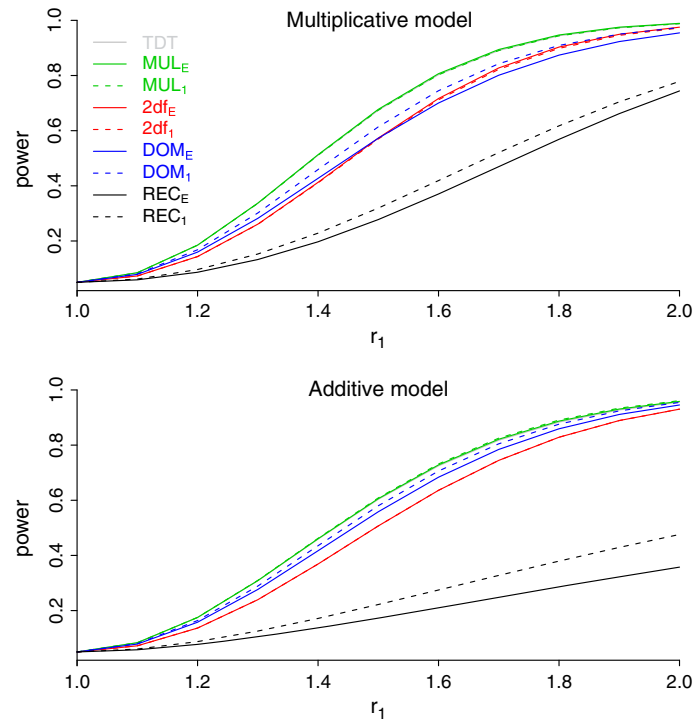 Multiplicative model
TDT
MUL_E
MUL_1
2df_E
2df_1
DOM_E
DOM_1
REC_E
REC_1
power
0.2 0.4 0.6 0.8 1.0
1.0 1.2 1.4 1.6 1.8 2.0
r_1
Additive model
power
0.2 0.4 0.6 0.8 1.0
1.0 1.2 1.4 1.6 1.8 2.0
r_1